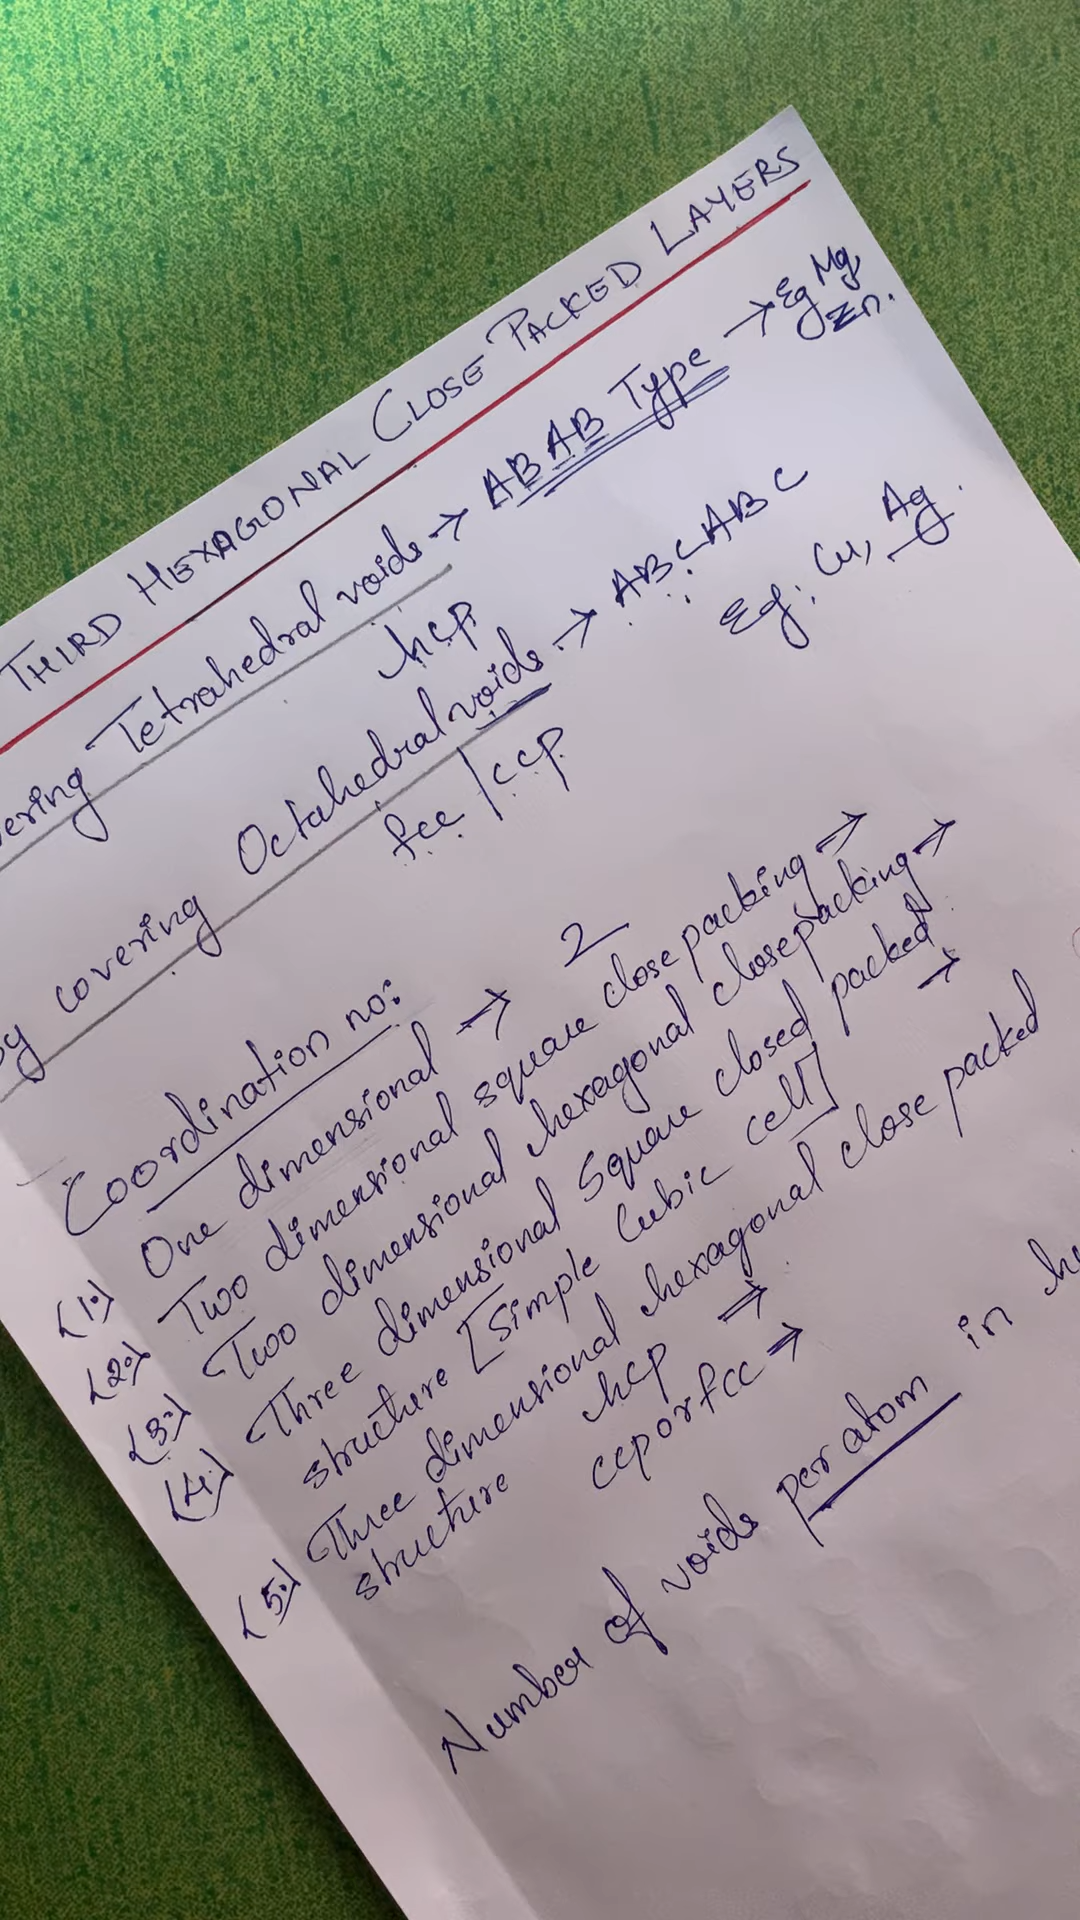 THIRD HEXAGONAL CLOSE PACKED LAYERS
ering Tetrahedral voids → ABAB Type → Eg Mg,
Zn.
hcp.
By covering Octahedral voids → ABCABC
fcc / ccp
Eg: Cu, Ag.
Coordination no:
(1.) One dimensional → 2
(2.) Two dimensional square close packing →
(3.) Two dimensional hexagonal closepacking →
(4.) Three dimensional Square closed packed
structure [Simple Cubic cell] →
(5.) Three dimensional hexagonal close packed
structure hcp →
ccp or fcc →
Number of voids per atom in